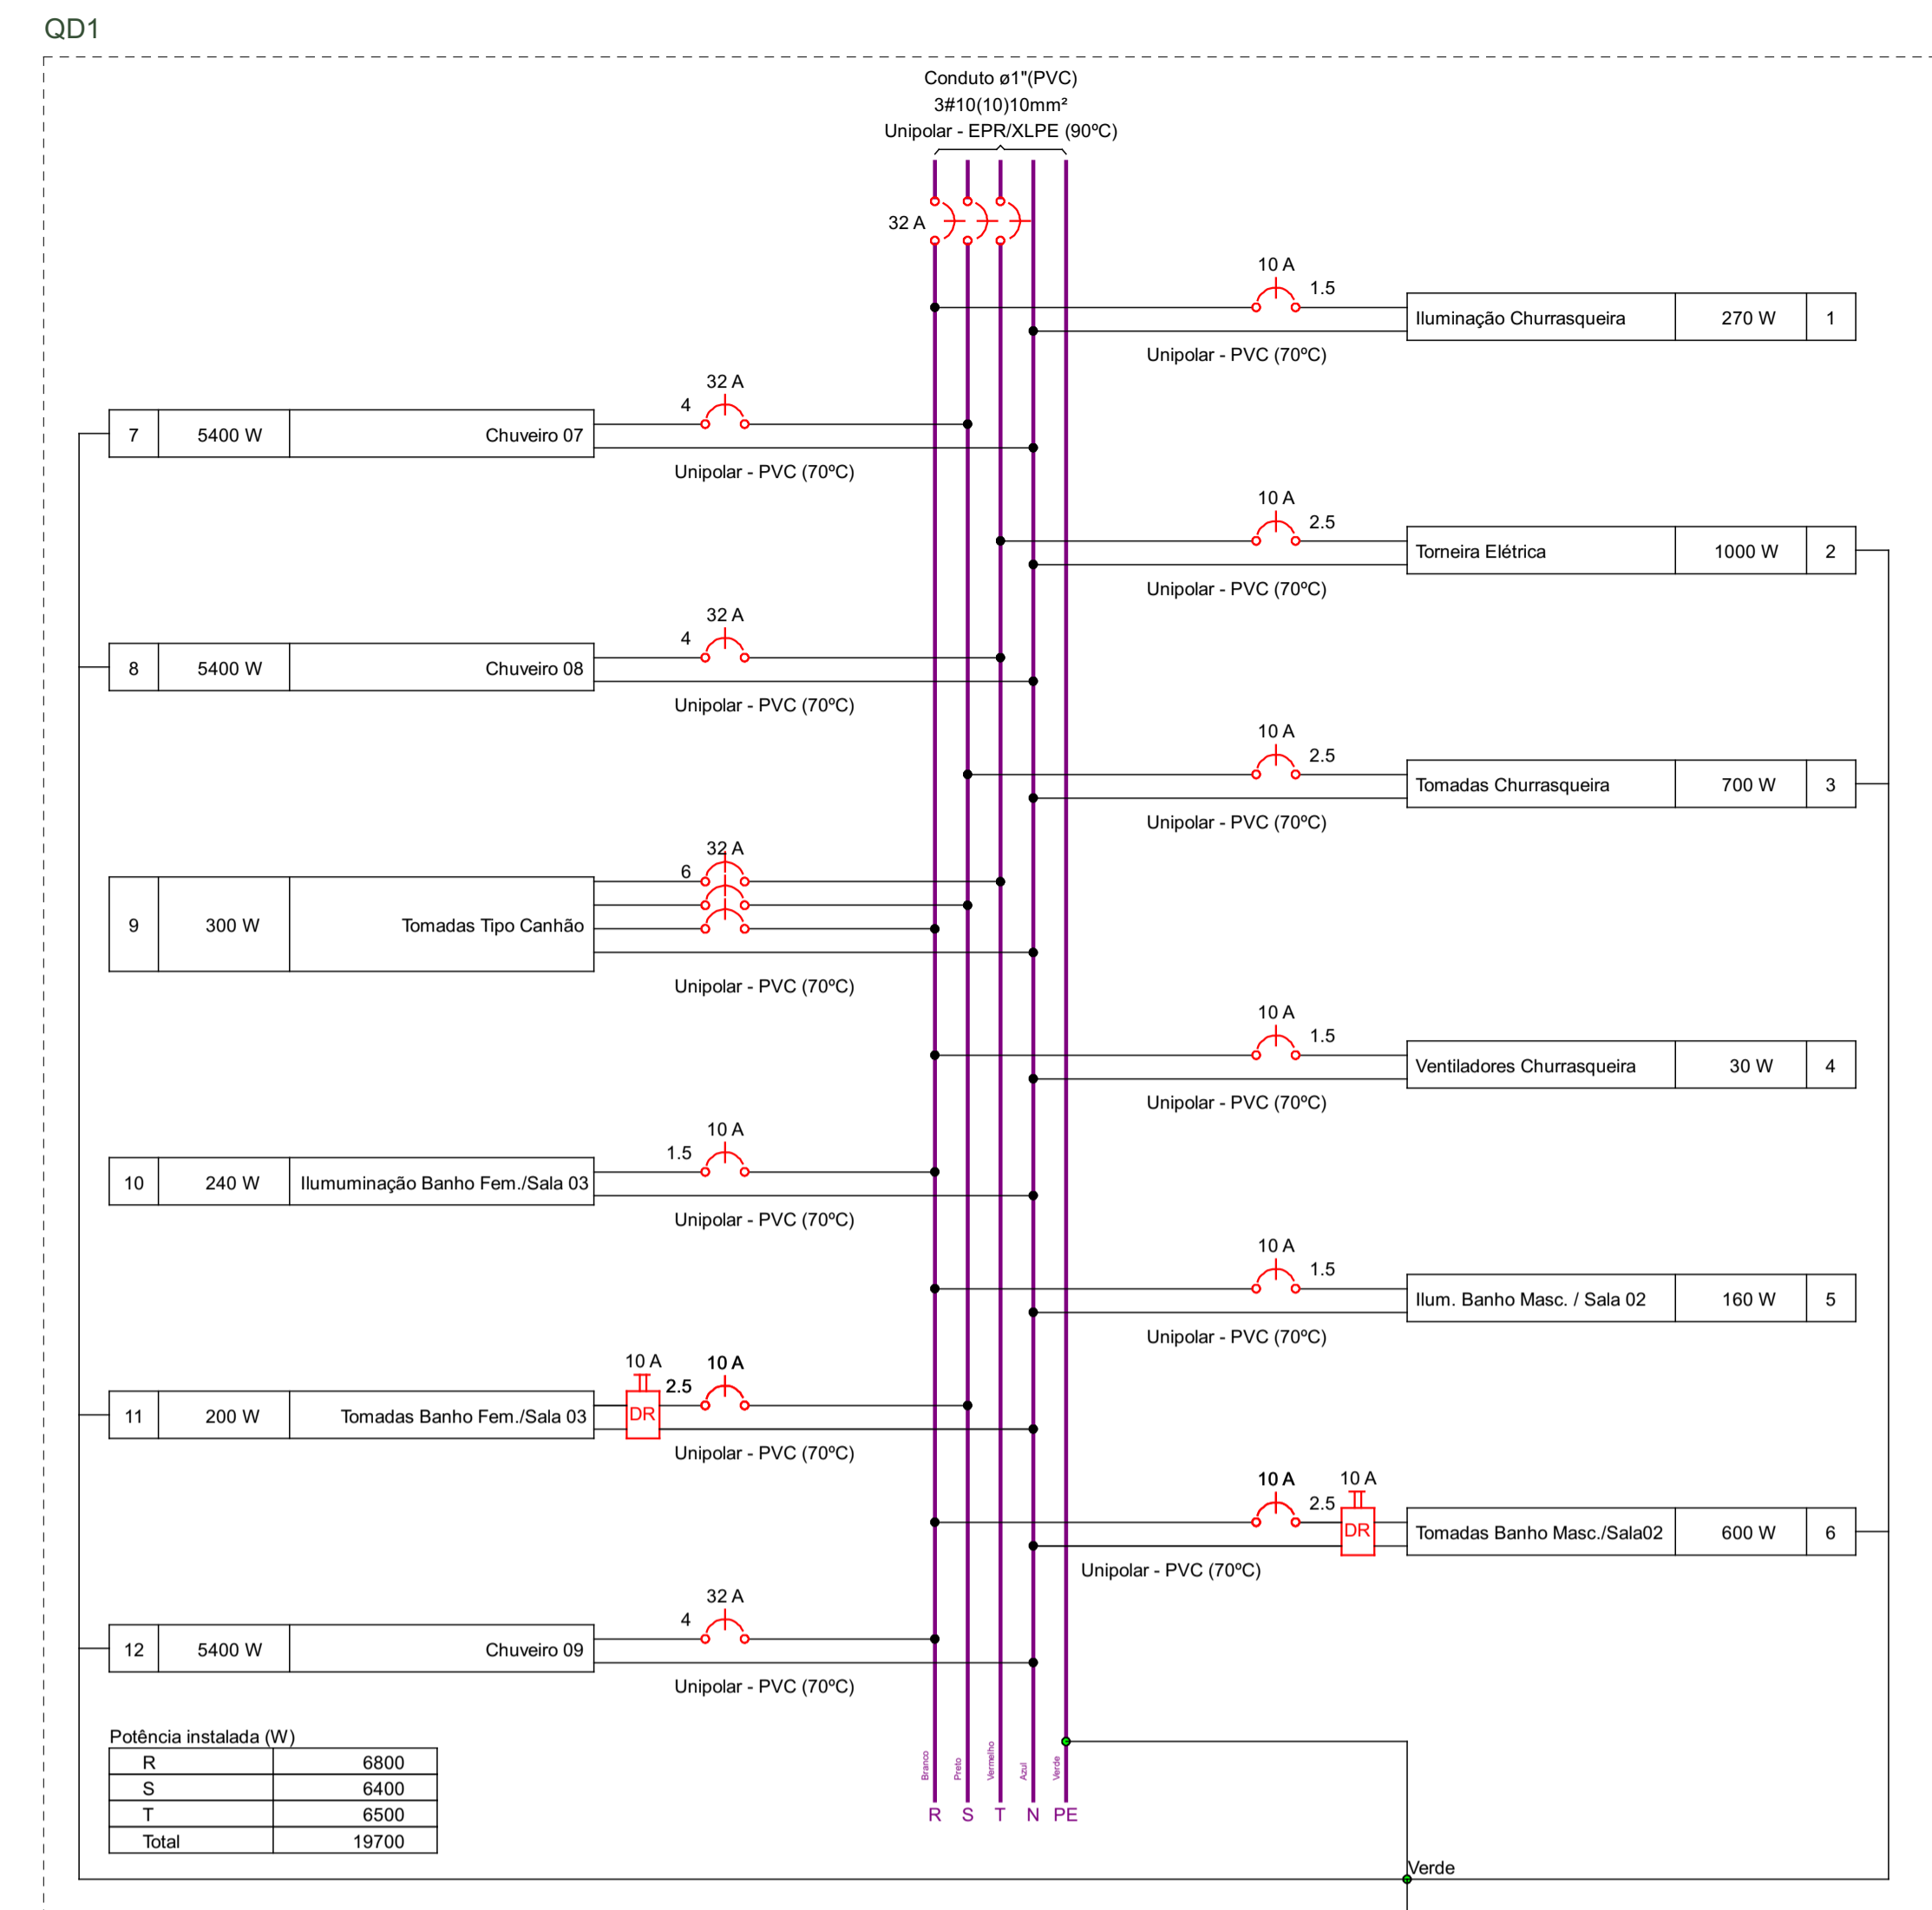 QD1
Conduto ø1"(PVC)
3#10(10)10mm²
Unipolar - EPR/XLPE (90ºC)
32 A
10 A
1.5
Iluminação Churrasqueira 270 W 1
Unipolar - PVC (70ºC)
32 A
4
7 5400 W Chuveiro 07
Unipolar - PVC (70ºC)
10 A
2.5
Torneira Elétrica 1000 W 2
Unipolar - PVC (70ºC)
32 A
4
8 5400 W Chuveiro 08
Unipolar - PVC (70ºC)
10 A
2.5
Tomadas Churrasqueira 700 W 3
Unipolar - PVC (70ºC)
32 A
6
9 300 W Tomadas Tipo Canhão
Unipolar - PVC (70ºC)
10 A
1.5
Ventiladores Churrasqueira 30 W 4
Unipolar - PVC (70ºC)
10 A
1.5
10 240 W Ilumuminação Banho Fem./Sala 03
Unipolar - PVC (70ºC)
10 A
1.5
Ilum. Banho Masc. / Sala 02 160 W 5
Unipolar - PVC (70ºC)
10 A 10 A
2.5
11 200 W Tomadas Banho Fem./Sala 03 DR
Unipolar - PVC (70ºC)
10 A 10 A
2.5
DR Tomadas Banho Masc./Sala02 600 W 6
Unipolar - PVC (70ºC)
32 A
4
12 5400 W Chuveiro 09
Unipolar - PVC (70ºC)
Potência instalada (W)
R 6800
S 6400
T 6500
Total 19700
Branco Preto Vermelho Azul Verde
R S T N PE
Verde